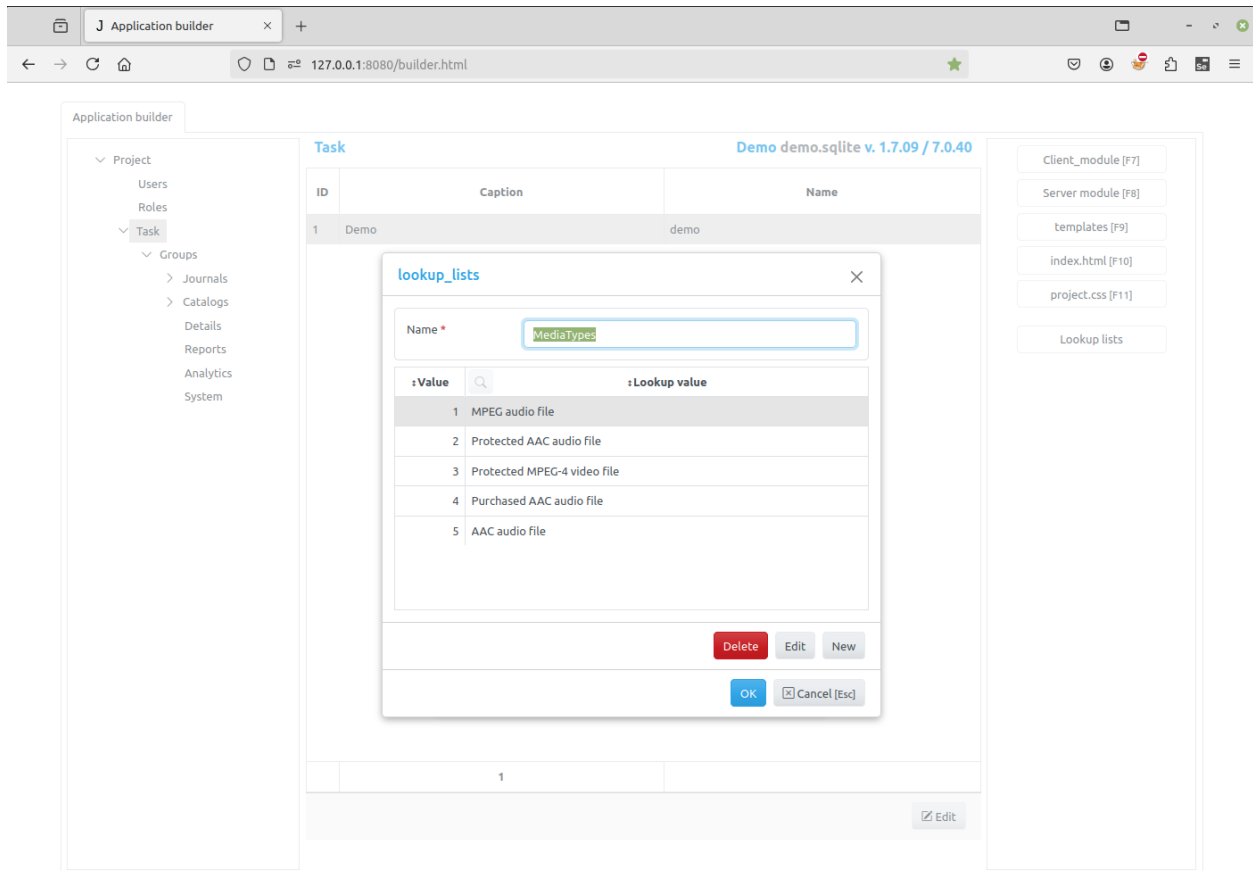 J Application builder
127.0.0.1:8080/builder.html
Se
Application builder
Project
Users
Roles
Task
Groups
Journals
Catalogs
Details
Reports
Analytics
System
Task
Demo demo.sqlite v. 1.7.09 / 7.0.40
ID Caption Name
1 Demo demo
lookup_lists
Name *
MediaTypes
Value Lookup value
1 MPEG audio file
2 Protected AAC audio file
3 Protected MPEG-4 video file
4 Purchased AAC audio file
5 AAC audio file
Delete Edit New
OK Cancel [Esc]
1
Edit
Client_module [F7]
Server module [F8]
templates [F9]
index.html [F10]
project.css [F11]
Lookup lists